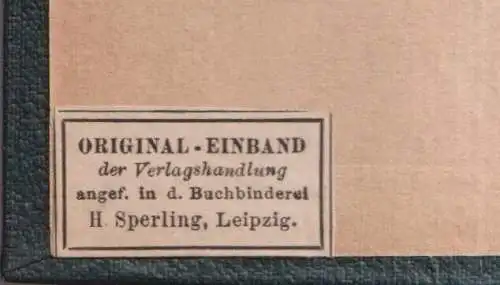 ORIGINAL - EINBAND
der Verlagshandlung
angef. in d. Buchbinderei
H. Sperling, Leipzig.